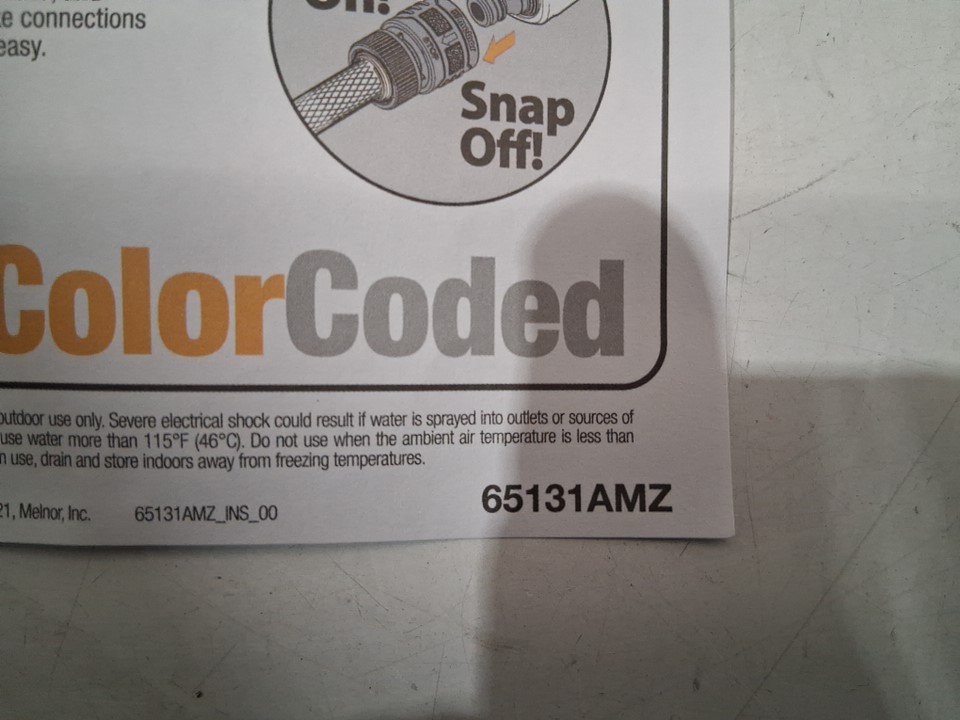 connections
easy.
On!
Snap
Off!
STOP
ColorCoded
outdoor use only. Severe electrical shock could result if water is sprayed into outlets or sources of
use water more than 115°F (46°C). Do not use when the ambient air temperature is less than
use, drain and store indoors away from freezing temperatures.
21, Melnor, Inc.
65131AMZ_INS_00
65131AMZ